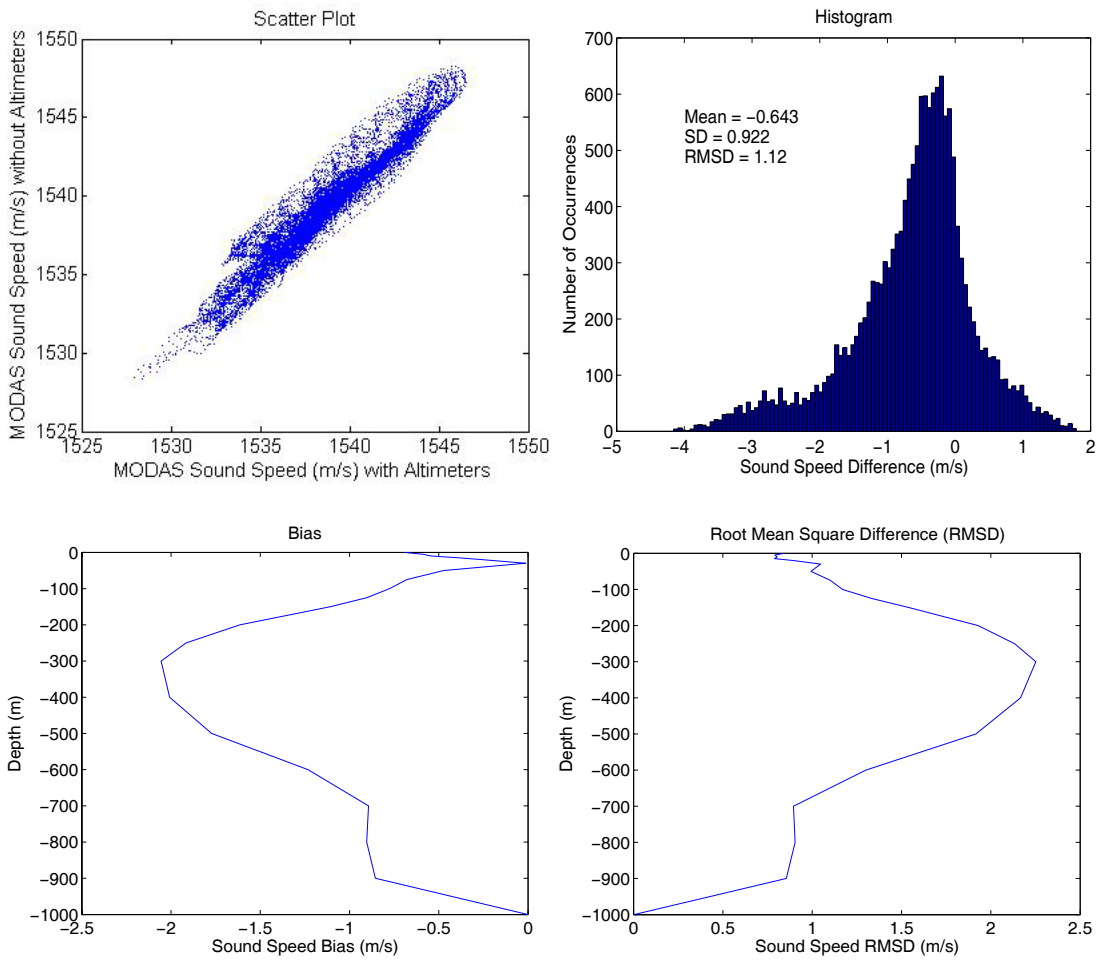 Scatter Plot
1550
1545
1540
1535
1530
1525
MODAS Sound Speed (m/s) without Altimeters
1525 1530 1535 1540 1545 1550
MODAS Sound Speed (m/s) with Altimeters
Histogram
700
600
500
400
300
200
100
0
Number of Occurrences
Mean = −0.643
SD = 0.922
RMSD = 1.12
−5 −4 −3 −2 −1 0 1 2
Sound Speed Difference (m/s)
Bias
0
−100
−200
−300
−400
−500
−600
−700
−800
−900
−1000
Depth (m)
−2.5 −2 −1.5 −1 −0.5 0
Sound Speed Bias (m/s)
Root Mean Square Difference (RMSD)
0
−100
−200
−300
−400
−500
−600
−700
−800
−900
−1000
Depth (m)
0 0.5 1 1.5 2 2.5
Sound Speed RMSD (m/s)